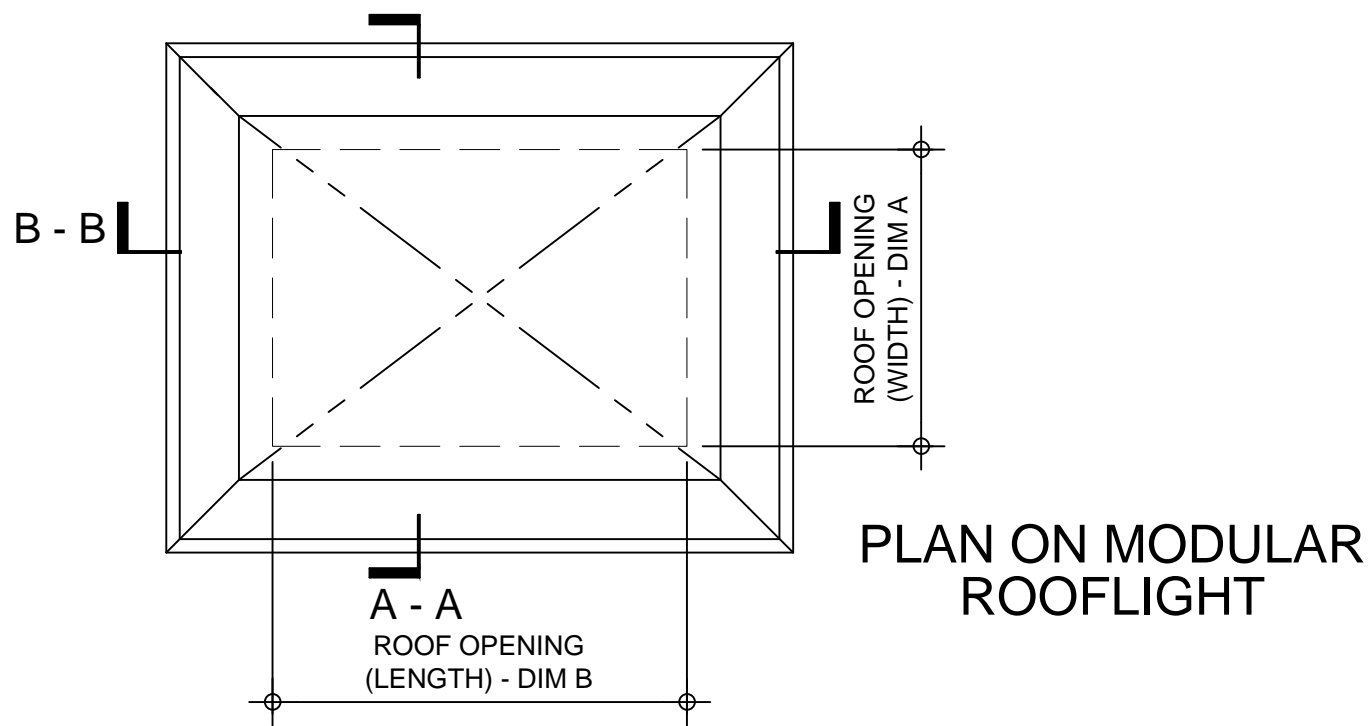 B - B
ROOF OPENING
(WIDTH) - DIM A
PLAN ON MODULAR
ROOFLIGHT
A - A
ROOF OPENING
(LENGTH) - DIM B